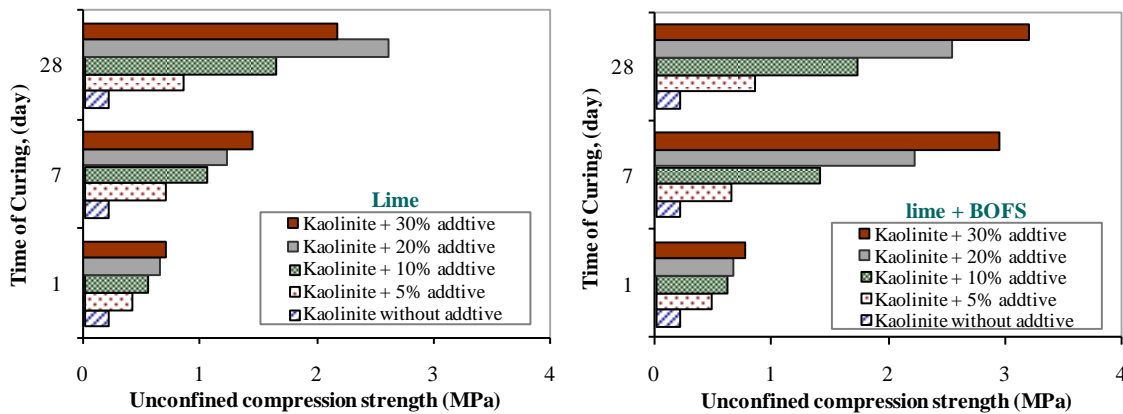 Time of Curing, (day)
28
7
1
Lime
Kaolinite + 30% addtive
Kaolinite + 20% addtive
Kaolinite + 10% addtive
Kaolinite + 5% addtive
Kaolinite without addtive
0 1 2 3 4
Unconfined compression strength (MPa)
Time of Curing, (day)
28
7
1
lime + BOFS
Kaolinite + 30% addtive
Kaolinite + 20% addtive
Kaolinite + 10% addtive
Kaolinite + 5% addtive
Kaolinite without addtive
0 1 2 3 4
Unconfined compression strength (MPa)